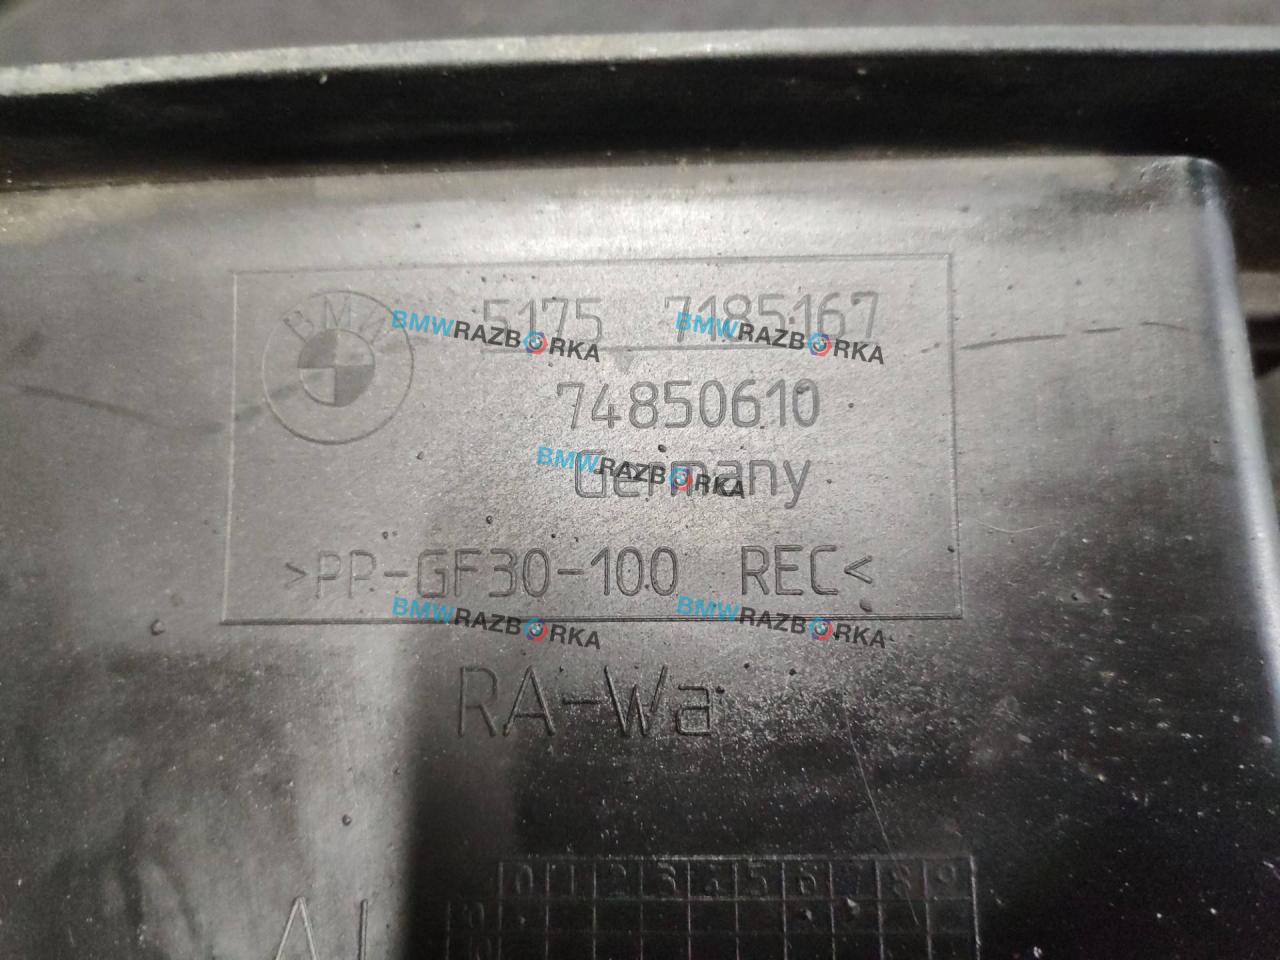 BMW
5175 7185167
BMWRAZBORKA BMWRAZBORKA
74850610
Germany
BMWRAZBORKA
>PP-GF30-100 REC<
BMWRAZBORKA BMWRAZBORKA
RA-Wa
0 1 2 3 4 5 6 7 8 9